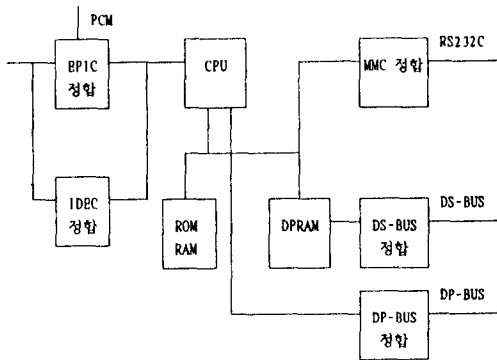 PCM
RS232C
EPIC
정합
CPU
MMC 정합
IDEC
정합
ROM
RAM
DPRAM
DS-BUS
정합
DS-BUS
DP-BUS
정합
DP-BUS